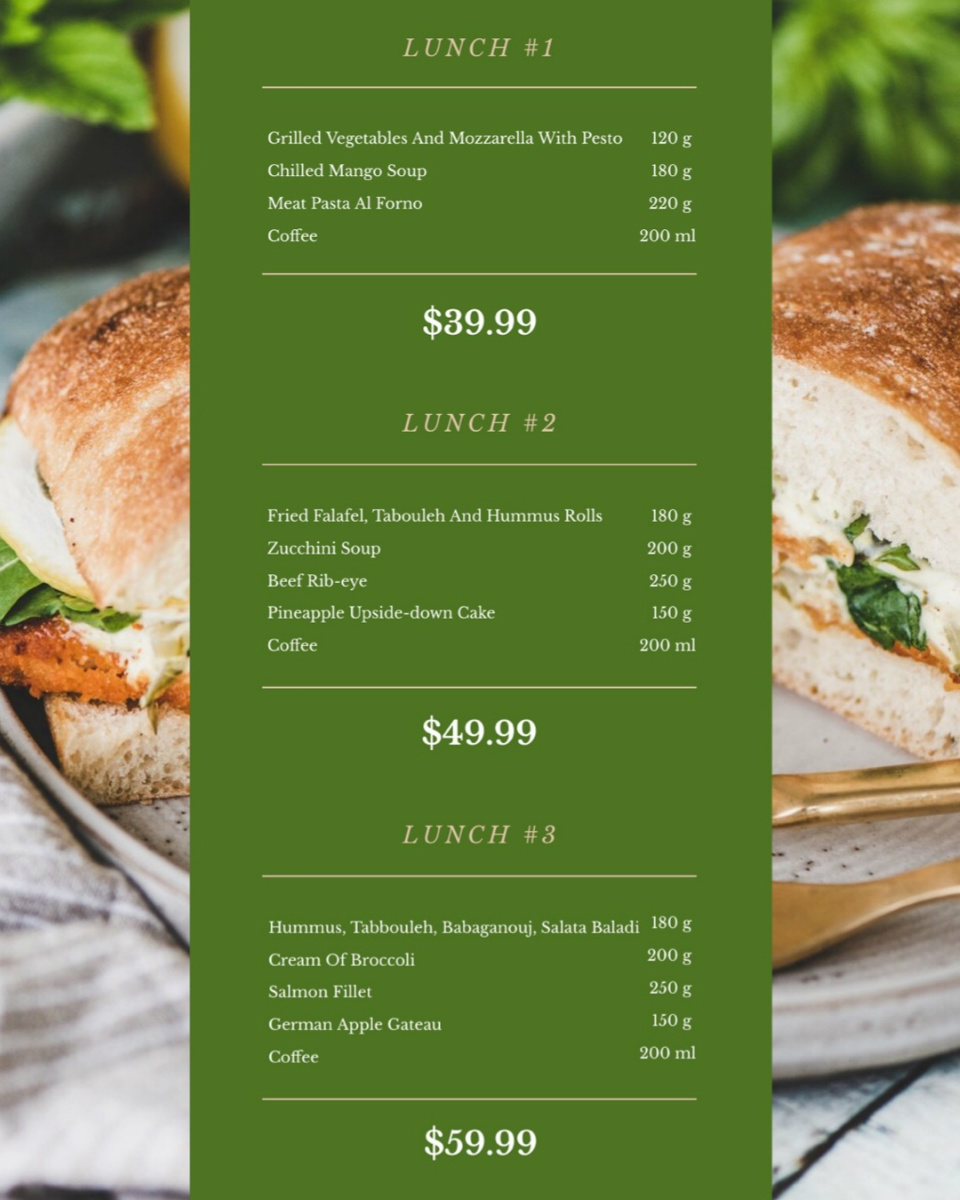 LUNCH #1
Grilled Vegetables And Mozzarella With Pesto 120 g
Chilled Mango Soup 180 g
Meat Pasta Al Forno 220 g
Coffee 200 ml
$39.99
LUNCH #2
Fried Falafel, Tabouleh And Hummus Rolls 180 g
Zucchini Soup 200 g
Beef Rib-eye 250 g
Pineapple Upside-down Cake 150 g
Coffee 200 ml
$49.99
LUNCH #3
Hummus, Tabbouleh, Babaganouj, Salata Baladi 180 g
Cream Of Broccoli 200 g
Salmon Fillet 250 g
German Apple Gateau 150 g
Coffee 200 ml
$59.99